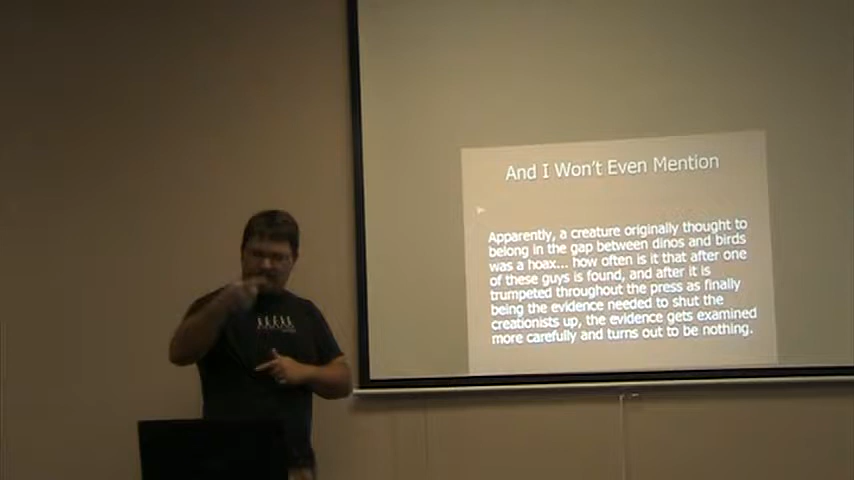 And I Won't Even Mention
Apparently, a creature originally thought to
belong in the gap between dinos and birds
was a hoax... how often is it that after one
of these guys is found, and after it is
trumpeted throughout the press as finally
being the evidence needed to shut the
creationists up, the evidence gets examined
more carefully and turns out to be nothing.